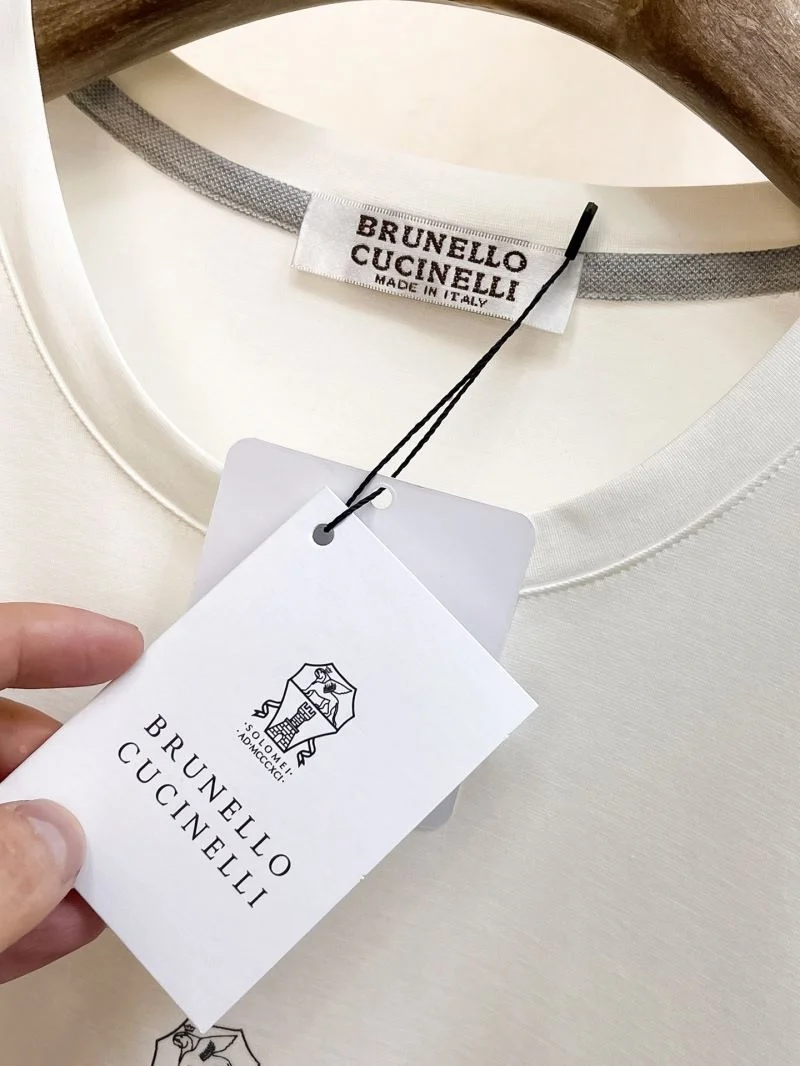 BRUNELLO
CUCINELLI
MADE IN ITALY
·SOLOMEI·
·AD·MCCCXCI·
BRUNELLO
CUCINELLI